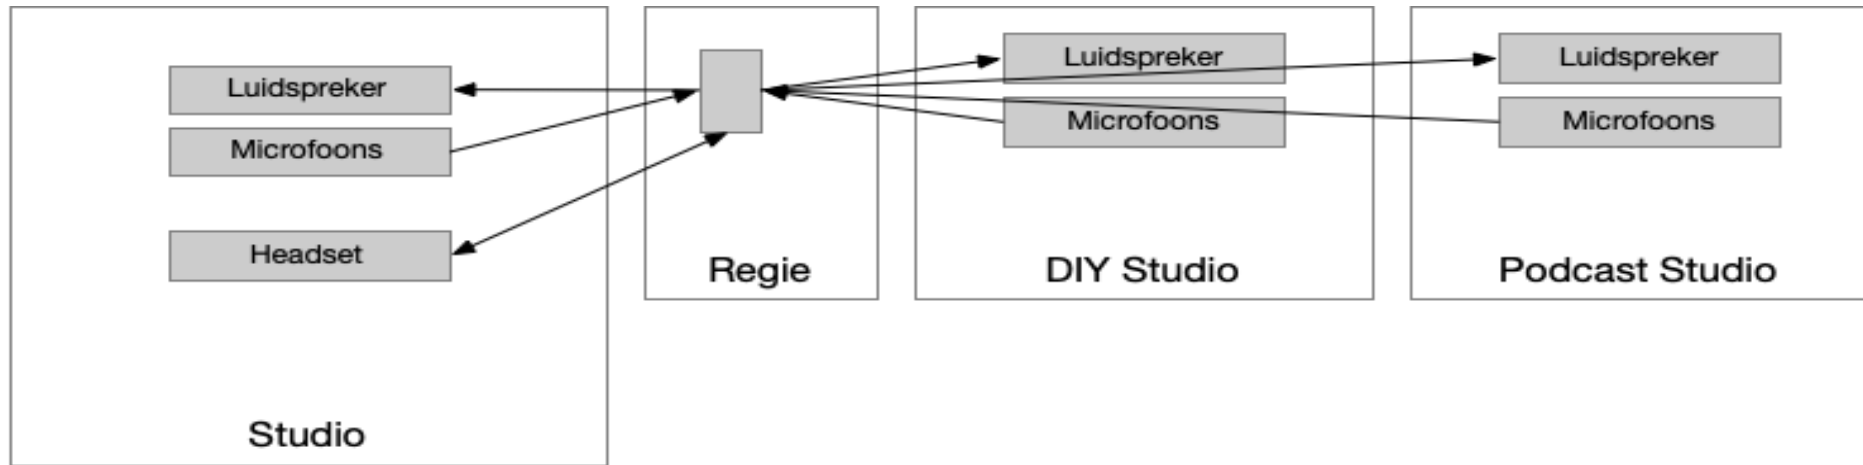 Luidspreker
Microfoons
Headset
Studio
Regie
Luidspreker
Microfoons
DIY Studio
Luidspreker
Microfoons
Podcast Studio